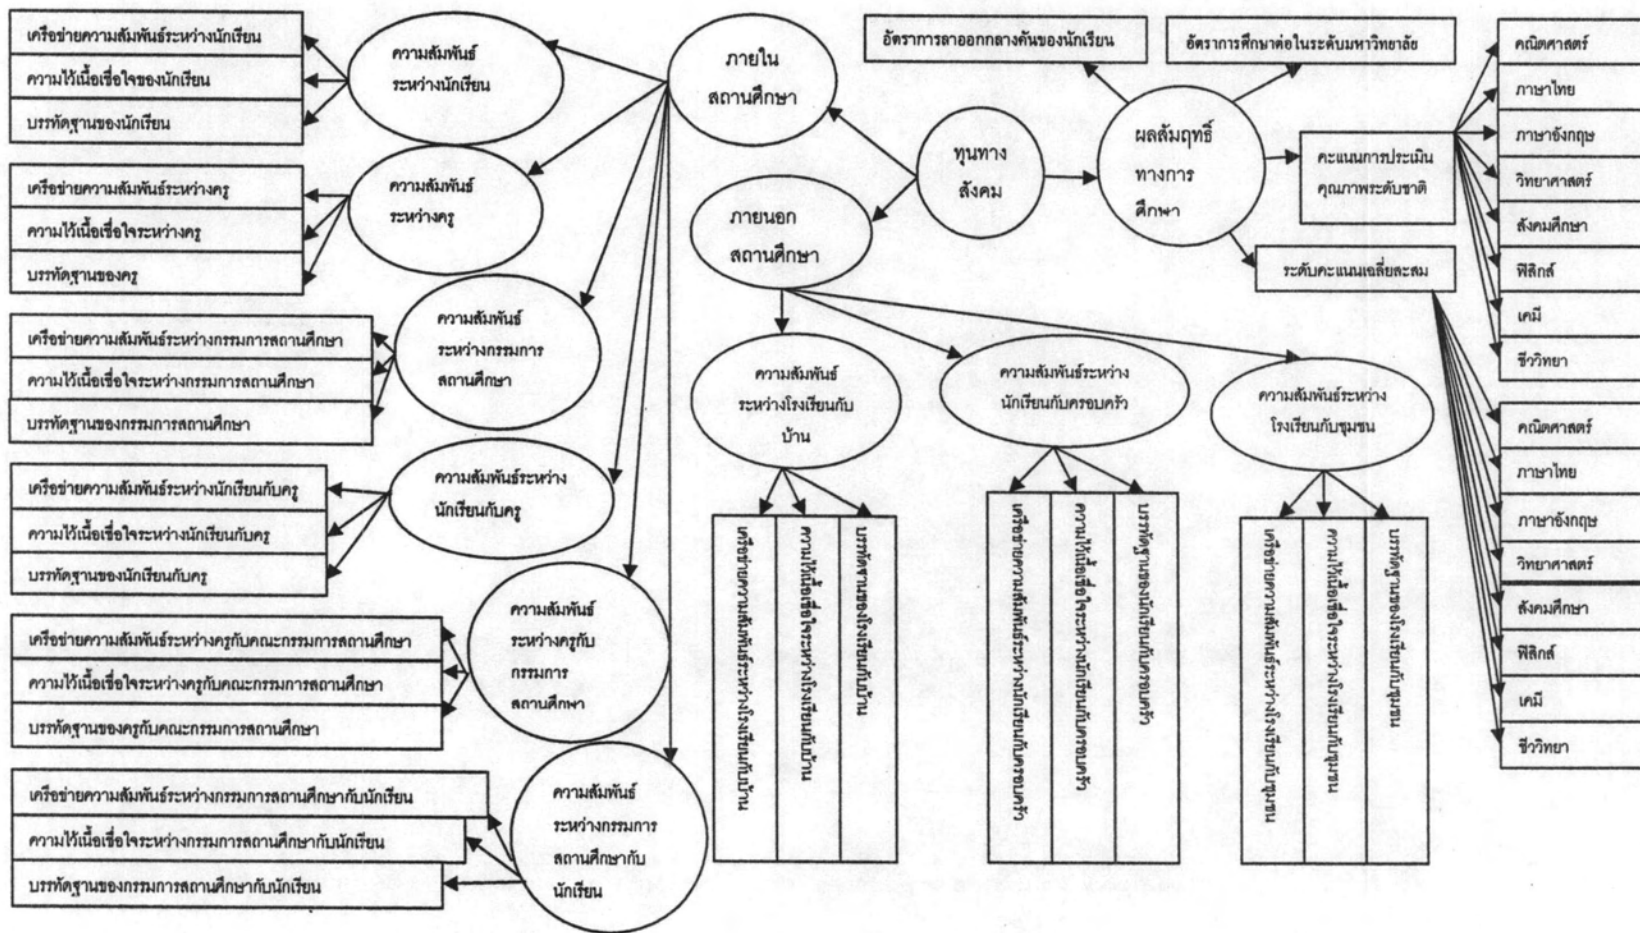 เครือข่ายความสัมพันธ์ระหว่างนักเรียน
ความไว้เนื้อเชื่อใจของนักเรียน
บรรทัดฐานของนักเรียน
ความสัมพันธ์
ระหว่างนักเรียน
เครือข่ายความสัมพันธ์ระหว่างครู
ความไว้เนื้อเชื่อใจระหว่างครู
บรรทัดฐานของครู
ความสัมพันธ์
ระหว่างครู
เครือข่ายความสัมพันธ์ระหว่างกรรมการสถานศึกษา
ความไว้เนื้อเชื่อใจระหว่างกรรมการสถานศึกษา
บรรทัดฐานของกรรมการสถานศึกษา
ความสัมพันธ์
ระหว่างกรรมการ
สถานศึกษา
เครือข่ายความสัมพันธ์ระหว่างนักเรียนกับครู
ความไว้เนื้อเชื่อใจระหว่างนักเรียนกับครู
บรรทัดฐานของนักเรียนกับครู
ความสัมพันธ์ระหว่าง
นักเรียนกับครู
เครือข่ายความสัมพันธ์ระหว่างครูกับคณะกรรมการสถานศึกษา
ความไว้เนื้อเชื่อใจระหว่างครูกับคณะกรรมการสถานศึกษา
บรรทัดฐานของครูกับคณะกรรมการสถานศึกษา
ความสัมพันธ์
ระหว่างครูกับ
กรรมการ
สถานศึกษา
เครือข่ายความสัมพันธ์ระหว่างกรรมการสถานศึกษากับนักเรียน
ความไว้เนื้อเชื่อใจระหว่างกรรมการสถานศึกษากับนักเรียน
บรรทัดฐานของกรรมการสถานศึกษากับนักเรียน
ความสัมพันธ์
ระหว่างกรรมการ
สถานศึกษากับ
นักเรียน
ภายใน
สถานศึกษา
ภายนอก
สถานศึกษา
ทุนทาง
สังคม
ผลสัมฤทธิ์
ทางการ
ศึกษา
อัตราการลาออกกลางคันของนักเรียน
อัตราการศึกษาต่อในระดับมหาวิทยาลัย
คะแนนการประเมิน
คุณภาพระดับชาติ
ระดับคะแนนเฉลี่ยสะสม
ความสัมพันธ์
ระหว่างโรงเรียนกับ
บ้าน
เครือข่ายความสัมพันธ์ระหว่างโรงเรียนกับบ้าน
ความไว้เนื้อเชื่อใจระหว่างโรงเรียนกับบ้าน
บรรทัดฐานของโรงเรียนกับบ้าน
ความสัมพันธ์ระหว่าง
นักเรียนกับครอบครัว
เครือข่ายความสัมพันธ์ระหว่างนักเรียนกับครอบครัว
ความไว้เนื้อเชื่อใจระหว่างนักเรียนกับครอบครัว
บรรทัดฐานของนักเรียนกับครอบครัว
ความสัมพันธ์ระหว่าง
โรงเรียนกับชุมชน
เครือข่ายความสัมพันธ์ระหว่างโรงเรียนกับชุมชน
ความไว้เนื้อเชื่อใจระหว่างโรงเรียนกับชุมชน
บรรทัดฐานของโรงเรียนกับชุมชน
คณิตศาสตร์
ภาษาไทย
ภาษาอังกฤษ
วิทยาศาสตร์
สังคมศึกษา
ฟิสิกส์
เคมี
ชีววิทยา
คณิตศาสตร์
ภาษาไทย
ภาษาอังกฤษ
วิทยาศาสตร์
สังคมศึกษา
ฟิสิกส์
เคมี
ชีววิทยา